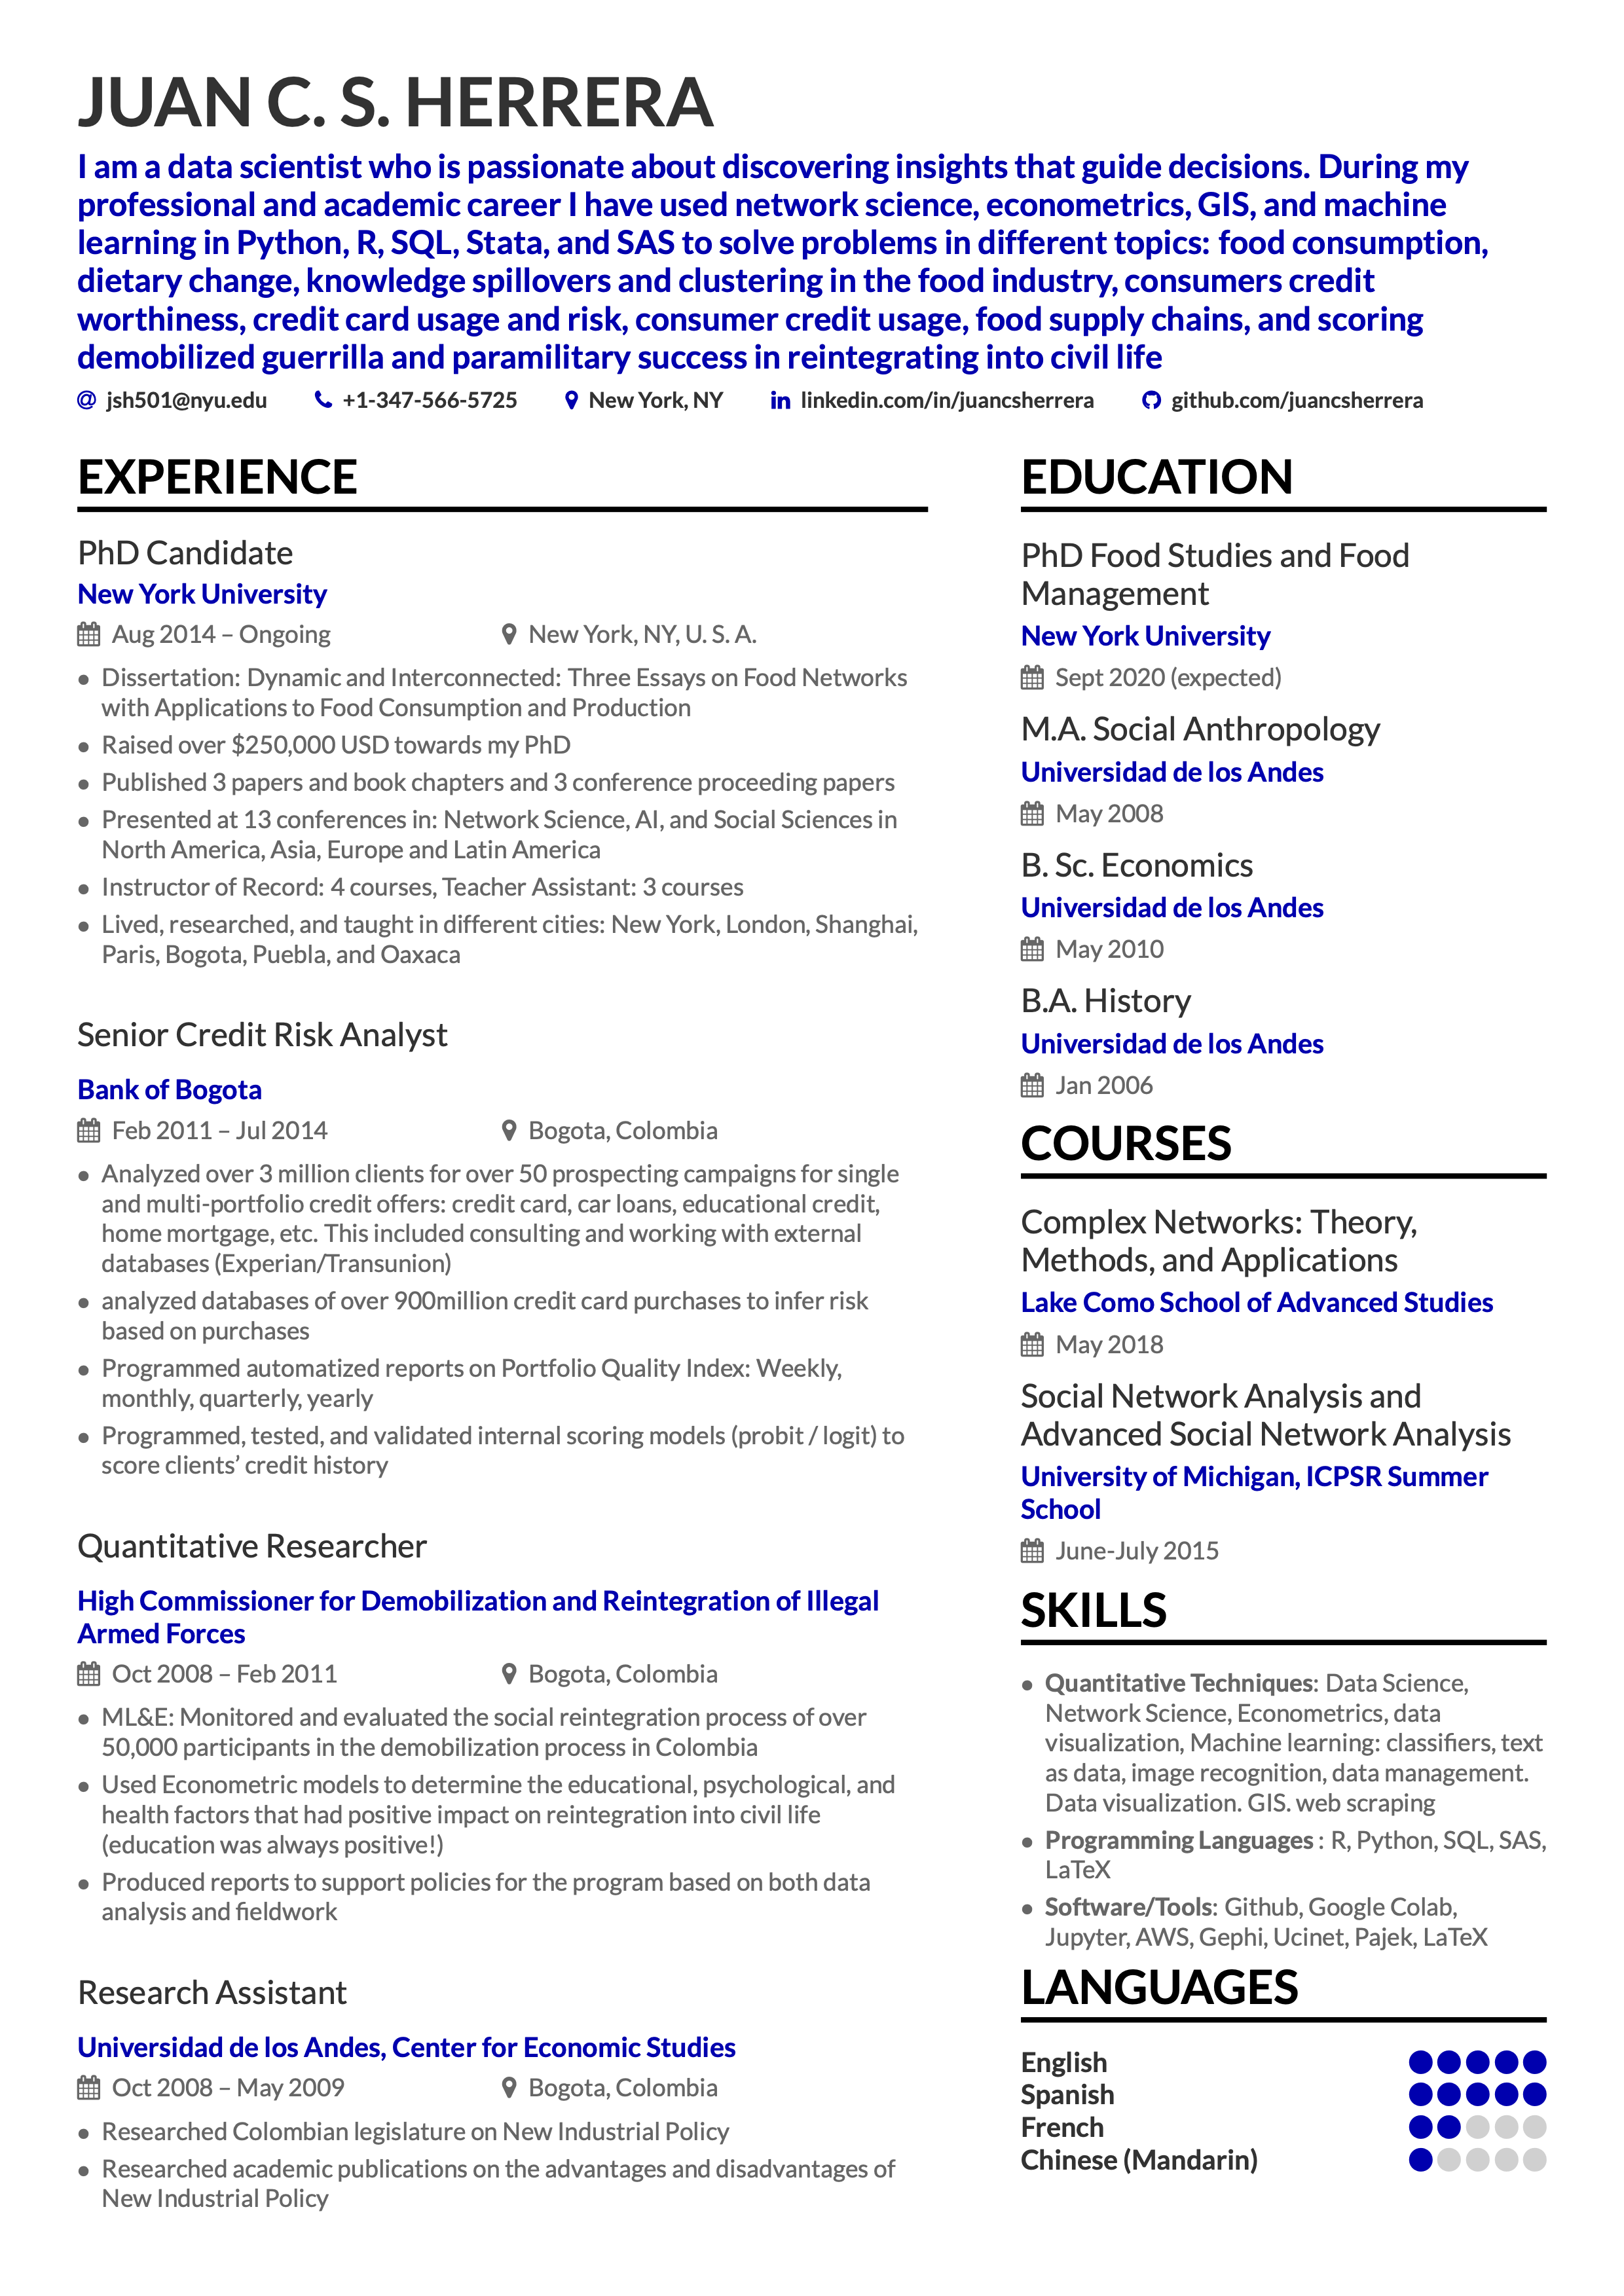 JUAN C. S. HERRERA
I am a data scientist who is passionate about discovering insights that guide decisions. During my
professional and academic career I have used network science, econometrics, GIS, and machine
learning in Python, R, SQL, Stata, and SAS to solve problems in different topics: food consumption,
dietary change, knowledge spillovers and clustering in the food industry, consumers credit
worthiness, credit card usage and risk, consumer credit usage, food supply chains, and scoring
demobilized guerrilla and paramilitary success in reintegrating into civil life
jsh501@nyu.edu +1-347-566-5725 New York, NY linkedin.com/in/juancsherrera github.com/juancsherrera
EXPERIENCE
PhD Candidate
New York University
Aug 2014 – Ongoing New York, NY, U. S. A.
• Dissertation: Dynamic and Interconnected: Three Essays on Food Networks
with Applications to Food Consumption and Production
• Raised over $250,000 USD towards my PhD
• Published 3 papers and book chapters and 3 conference proceeding papers
• Presented at 13 conferences in: Network Science, AI, and Social Sciences in
North America, Asia, Europe and Latin America
• Instructor of Record: 4 courses, Teacher Assistant: 3 courses
• Lived, researched, and taught in different cities: New York, London, Shanghai,
Paris, Bogota, Puebla, and Oaxaca
Senior Credit Risk Analyst
Bank of Bogota
Feb 2011 – Jul 2014 Bogota, Colombia
• Analyzed over 3 million clients for over 50 prospecting campaigns for single
and multi-portfolio credit offers: credit card, car loans, educational credit,
home mortgage, etc. This included consulting and working with external
databases (Experian/Transunion)
• analyzed databases of over 900million credit card purchases to infer risk
based on purchases
• Programmed automatized reports on Portfolio Quality Index: Weekly,
monthly, quarterly, yearly
• Programmed, tested, and validated internal scoring models (probit / logit) to
score clients’ credit history
Quantitative Researcher
High Commissioner for Demobilization and Reintegration of Illegal
Armed Forces
Oct 2008 – Feb 2011 Bogota, Colombia
• ML&E: Monitored and evaluated the social reintegration process of over
50,000 participants in the demobilization process in Colombia
• Used Econometric models to determine the educational, psychological, and
health factors that had positive impact on reintegration into civil life
(education was always positive!)
• Produced reports to support policies for the program based on both data
analysis and fieldwork
Research Assistant
Universidad de los Andes, Center for Economic Studies
Oct 2008 – May 2009 Bogota, Colombia
• Researched Colombian legislature on New Industrial Policy
• Researched academic publications on the advantages and disadvantages of
New Industrial Policy
EDUCATION
PhD Food Studies and Food
Management
New York University
Sept 2020 (expected)
M.A. Social Anthropology
Universidad de los Andes
May 2008
B. Sc. Economics
Universidad de los Andes
May 2010
B.A. History
Universidad de los Andes
Jan 2006
COURSES
Complex Networks: Theory,
Methods, and Applications
Lake Como School of Advanced Studies
May 2018
Social Network Analysis and
Advanced Social Network Analysis
University of Michigan, ICPSR Summer
School
June-July 2015
SKILLS
• Quantitative Techniques: Data Science,
Network Science, Econometrics, data
visualization, Machine learning: classifiers, text
as data, image recognition, data management.
Data visualization. GIS. web scraping
• Programming Languages : R, Python, SQL, SAS,
LaTeX
• Software/Tools: Github, Google Colab,
Jupyter, AWS, Gephi, Ucinet, Pajek, LaTeX
LANGUAGES
English
Spanish
French
Chinese (Mandarin)